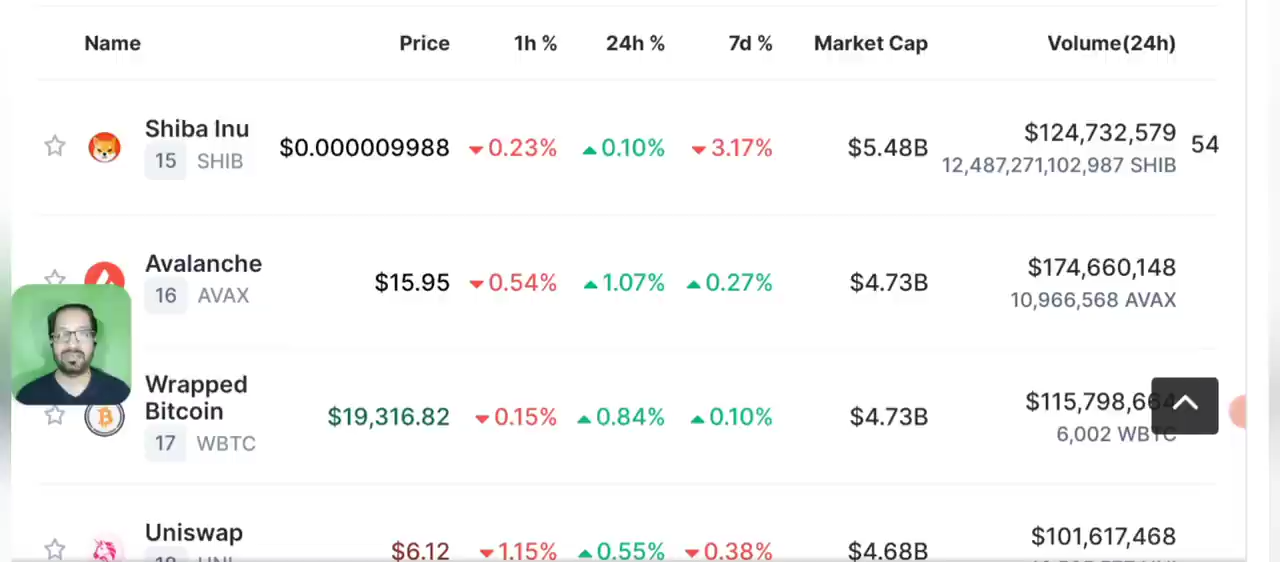 Name Price 1h % 24h % 7d % Market Cap Volume(24h)
Shiba Inu
15 SHIB
$0.000009988 0.23% 0.10% 3.17% $5.48B $124,732,579
12,487,271,102,987 SHIB
54
Avalanche
16 AVAX
$15.95 0.54% 1.07% 0.27% $4.73B $174,660,148
10,966,568 AVAX
Wrapped
Bitcoin
17 WBTC
$19,316.82 0.15% 0.84% 0.10% $4.73B $115,798,664
6,002 WBTC
Uniswap
$6.12 1.15% 0.55% 0.38% $4.68B $101,617,468